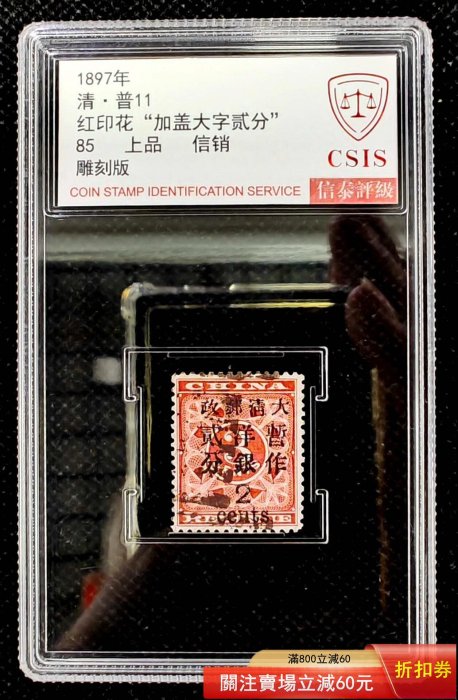 1897年
清·普11
红印花“加盖大字贰分”
85 上品 信销
雕刻版
COIN STAMP IDENTIFICATION SERVICE
CSIS
信泰評級
CHINA
大清郵政
暫作
洋銀
貳分
2
cents
滿800立減60
關注賣場立減60元
折扣券